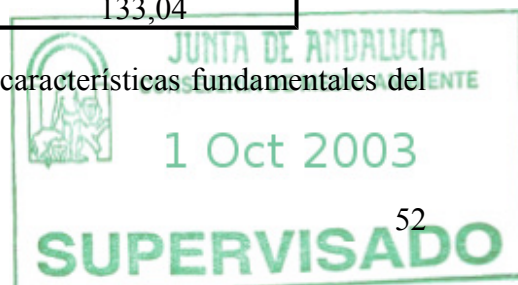 133,04
JUNTA DE ANDALUCIA
características fundamentales del
1 Oct 2003
52
SUPERVISADO